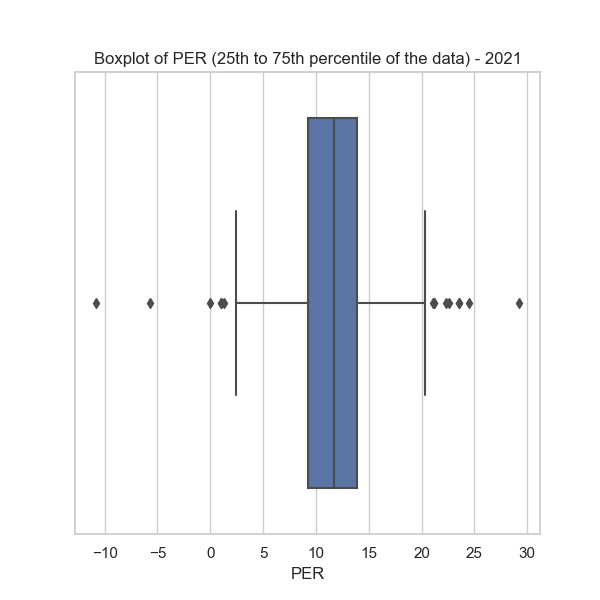 Boxplot of PER (25th to 75th percentile of the data) - 2021
−10 −5 0 5 10 15 20 25 30
PER